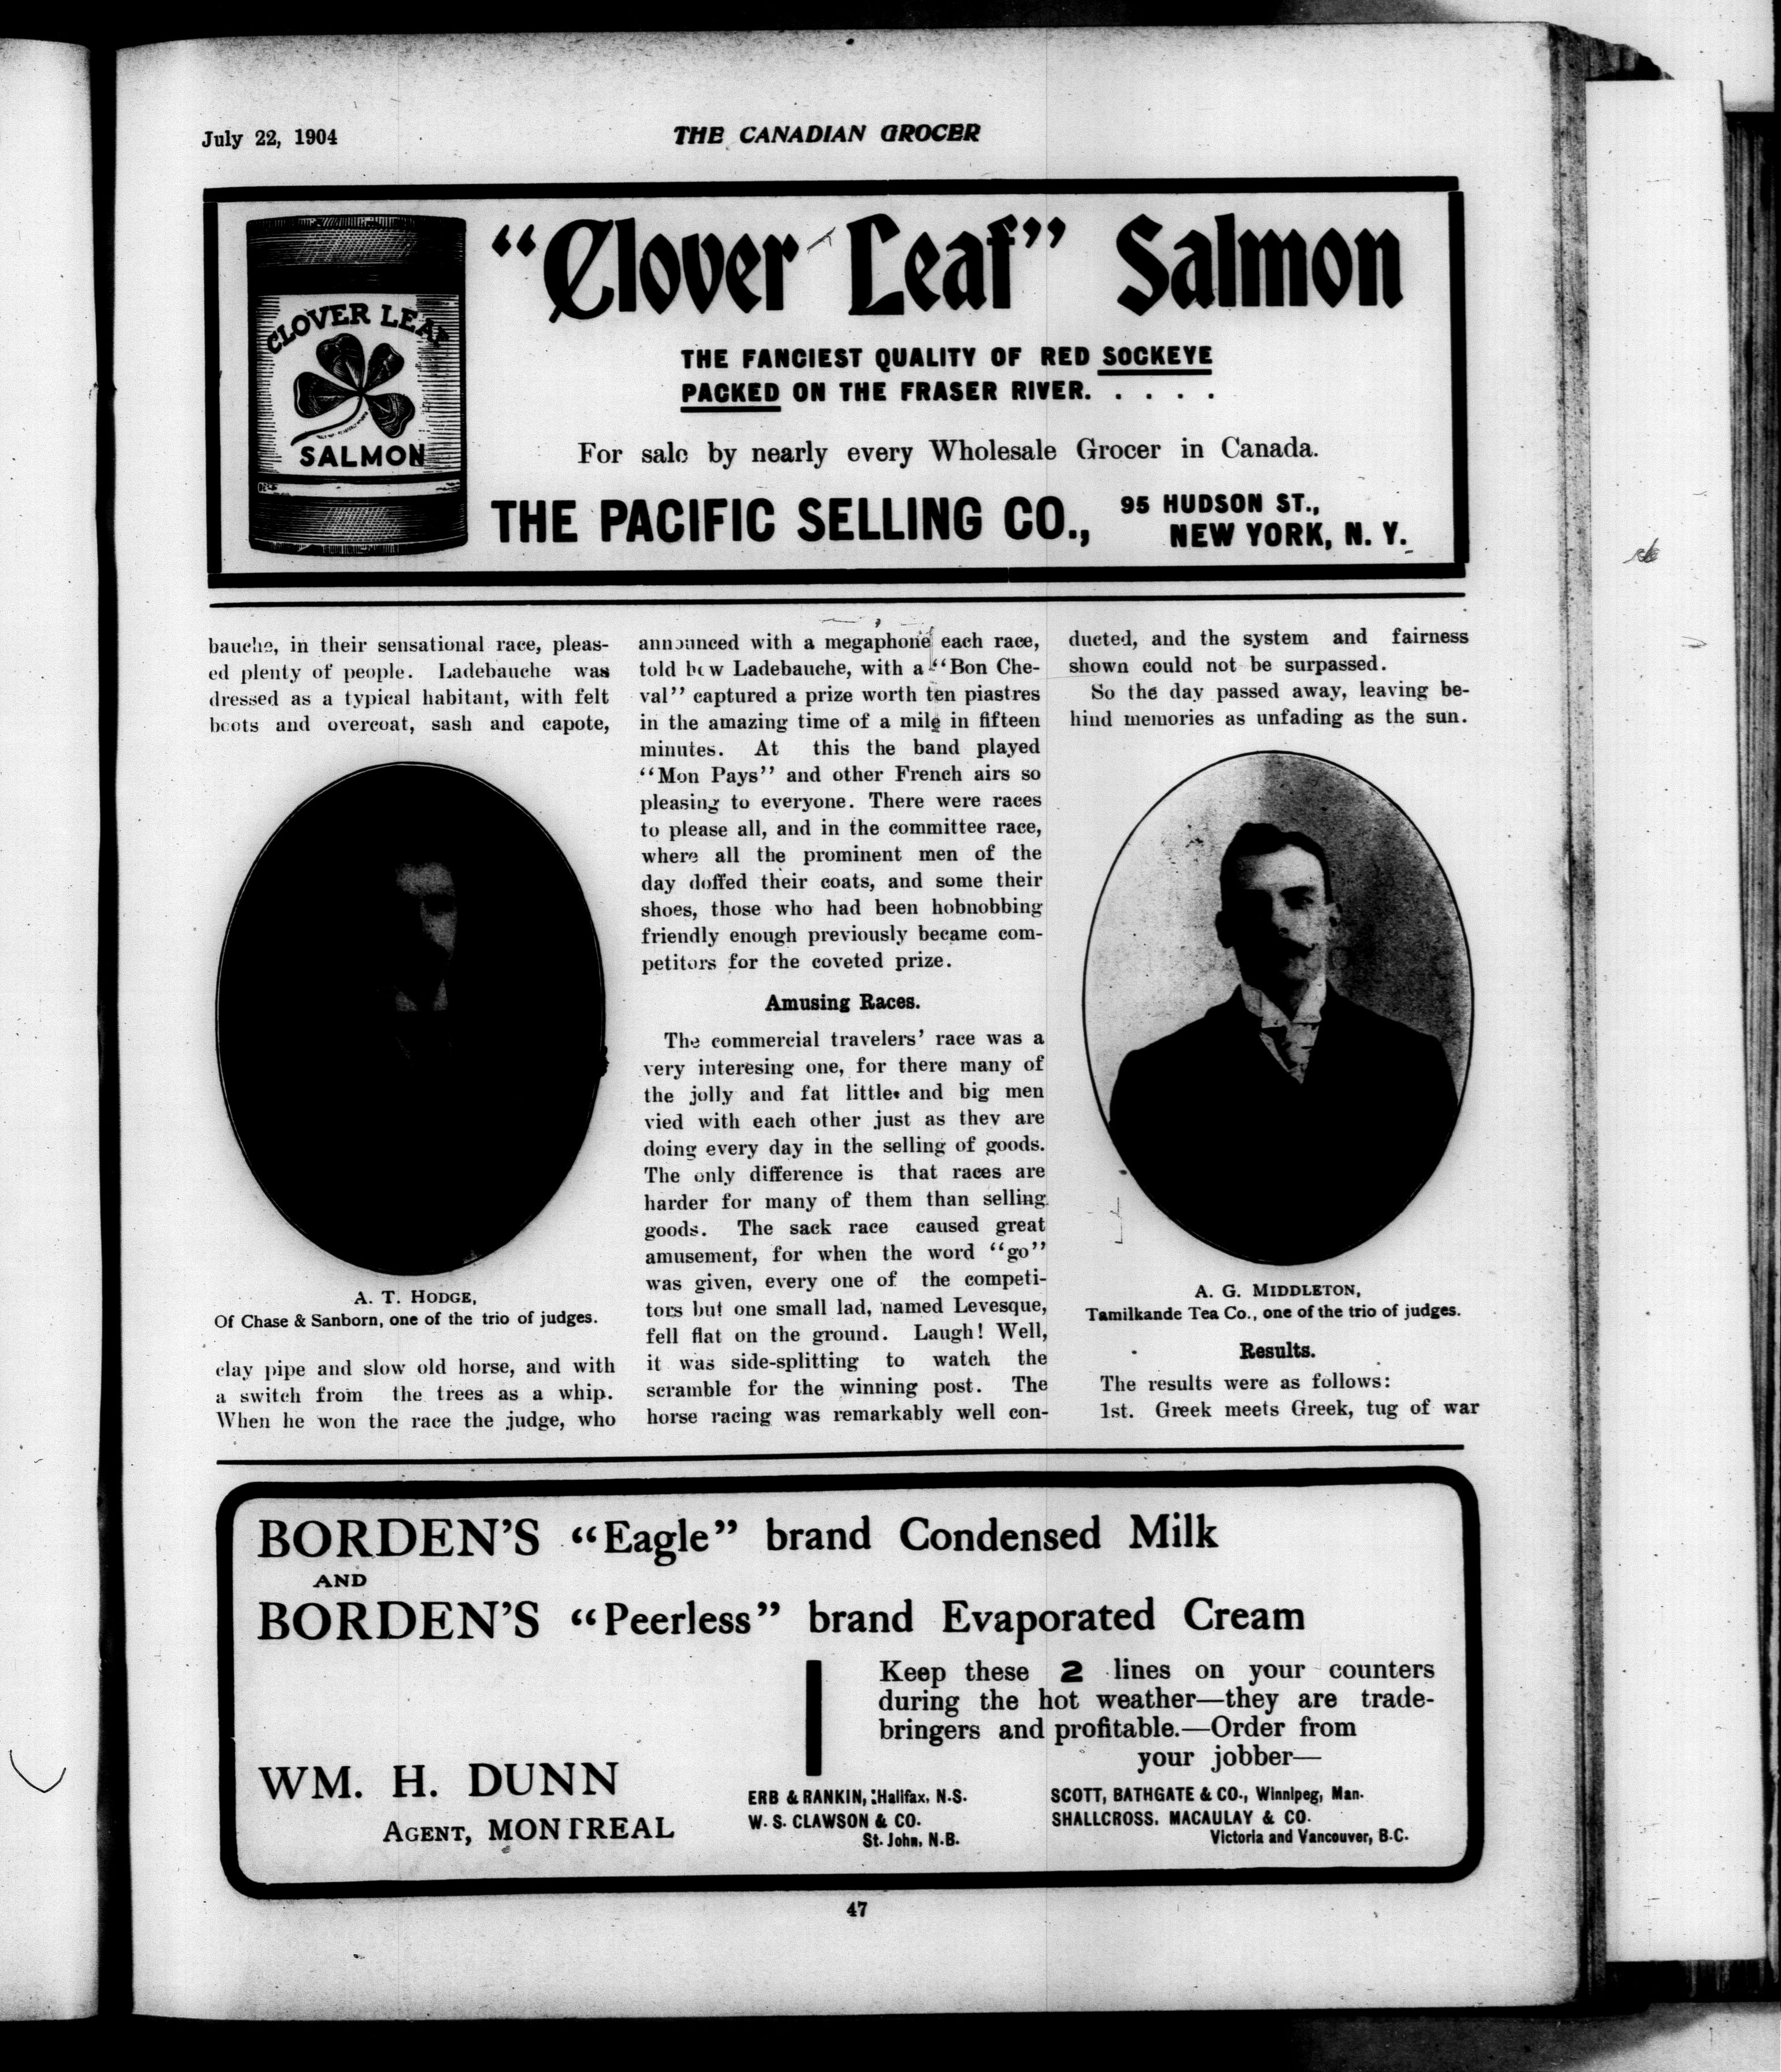 July 22, 1904
THE CANADIAN GROCER
CLOVER LEAF
SALMON
"Clover Leaf" Salmon
THE FANCIEST QUALITY OF RED SOCKEYE
PACKED ON THE FRASER RIVER. . . . .
For sale by nearly every Wholesale Grocer in Canada.
THE PACIFIC SELLING CO.,
95 HUDSON ST.,
NEW YORK, N. Y.
bauche, in their sensational race, pleas-
ed plenty of people. Ladebauche was
dressed as a typical habitant, with felt
boots and overcoat, sash and capote,
A. T. HODGE,
Of Chase & Sanborn, one of the trio of judges.
clay pipe and slow old horse, and with
a switch from the trees as a whip.
When he won the race the judge, who
announced with a megaphone each race,
told how Ladebauche, with a "Bon Che-
val" captured a prize worth ten piastres
in the amazing time of a mile in fifteen
minutes. At this the band played
"Mon Pays" and other French airs so
pleasing to everyone. There were races
to please all, and in the committee race,
where all the prominent men of the
day doffed their coats, and some their
shoes, those who had been hobnobbing
friendly enough previously became com-
petitors for the coveted prize.
Amusing Races.
The commercial travelers' race was a
very interesing one, for there many of
the jolly and fat little and big men
vied with each other just as they are
doing every day in the selling of goods.
The only difference is that races are
harder for many of them than selling
goods. The sack race caused great
amusement, for when the word "go"
was given, every one of the competi-
tors but one small lad, named Levesque,
fell flat on the ground. Laugh! Well,
it was side-splitting to watch the
scramble for the winning post. The
horse racing was remarkably well con-
ducted, and the system and fairness
shown could not be surpassed.
So the day passed away, leaving be-
hind memories as unfading as the sun.
A. G. MIDDLETON,
Tamilkande Tea Co., one of the trio of judges.
Results.
The results were as follows:
1st. Greek meets Greek, tug of war
BORDEN'S "Eagle" brand Condensed Milk
AND
BORDEN'S "Peerless" brand Evaporated Cream
Keep these 2 lines on your counters
during the hot weather—they are trade-
bringers and profitable.—Order from
your jobber—
WM. H. DUNN
AGENT, MONTREAL
ERB & RANKIN, Halifax, N.S.
W. S. CLAWSON & CO.
St. John, N.B.
SCOTT, BATHGATE & CO., Winnipeg, Man.
SHALLCROSS, MACAULAY & CO.
Victoria and Vancouver, B.C.
47